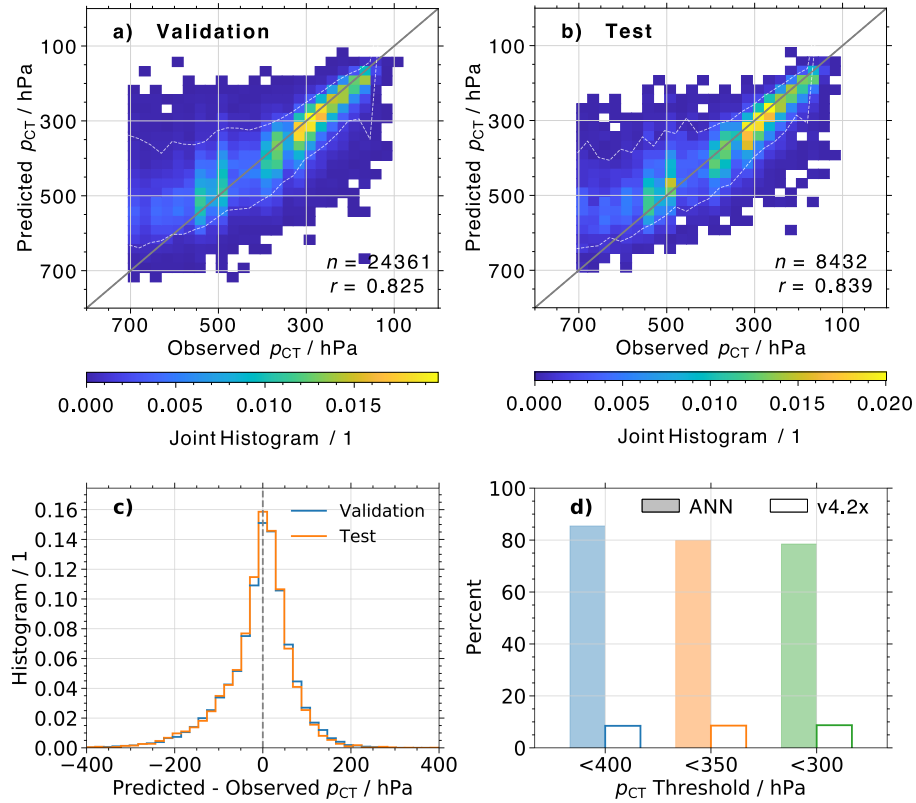 a) Validation
100
300
500
700
Predicted pCT / hPa
n = 24361
r = 0.825
700 500 300 100
Observed pCT / hPa
0.000 0.005 0.010 0.015
Joint Histogram / 1
b) Test
100
300
500
700
Predicted pCT / hPa
n = 8432
r = 0.839
700 500 300 100
Observed pCT / hPa
0.000 0.005 0.010 0.015 0.020
Joint Histogram / 1
c)
Validation
Test
0.16
0.14
0.12
0.10
0.08
0.06
0.04
0.02
0.00
Histogram / 1
−400 −200 0 200 400
Predicted - Observed pCT / hPa
d)
ANN v4.2x
100
80
60
40
20
0
Percent
<400 <350 <300
pCT Threshold / hPa